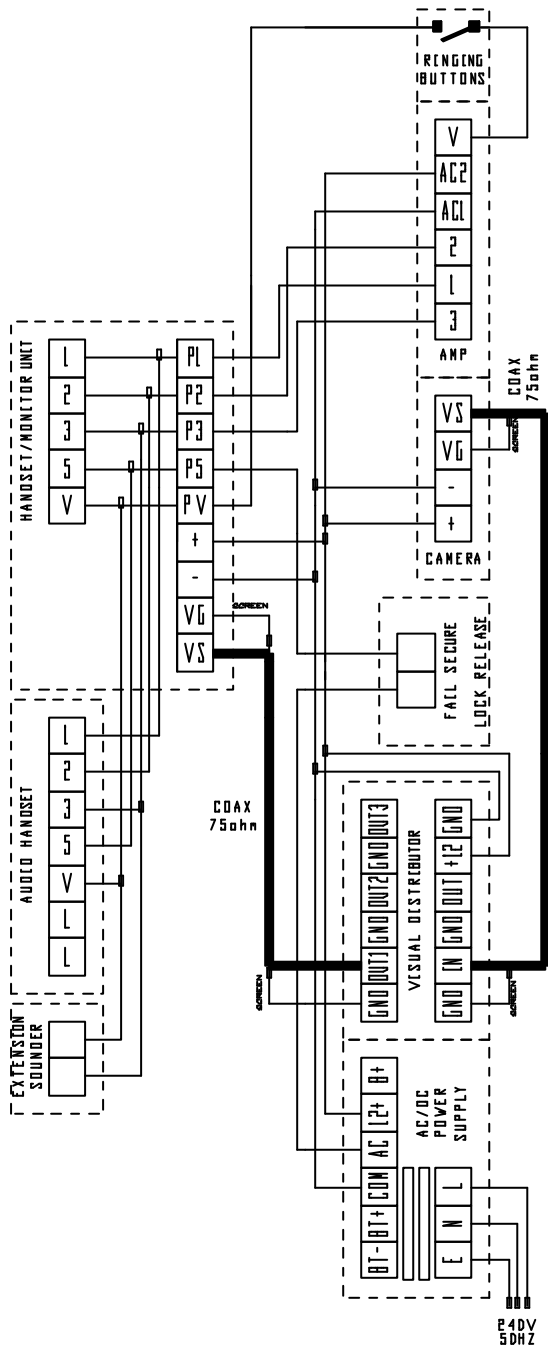 RINGING
BUTTONS
V
AC2
AC1
2
1
3
AMP
HANDSET/MONITOR UNIT
1
2
3
5
V
P1
P2
P3
P5
PV
+
-
VG
VS
SCREEN
COAX
75ohm
VS
VG
-
+
SCREEN
CAMERA
FAIL SECURE
LOCK RELEASE
AUDIO HANDSET
1
2
3
5
V
L
L
COAX
75ohm
OUT3
GND
OUT2
GND
OUT1
GND
VISUAL DISTRIBUTOR
GND
+12
OUT
GND
IN
GND
SCREEN
SCREEN
EXTENSION
SOUNDER
B+
12+
AC
COM
BT+
BT-
AC/DC
POWER
SUPPLY
L
N
E
240V
50HZ